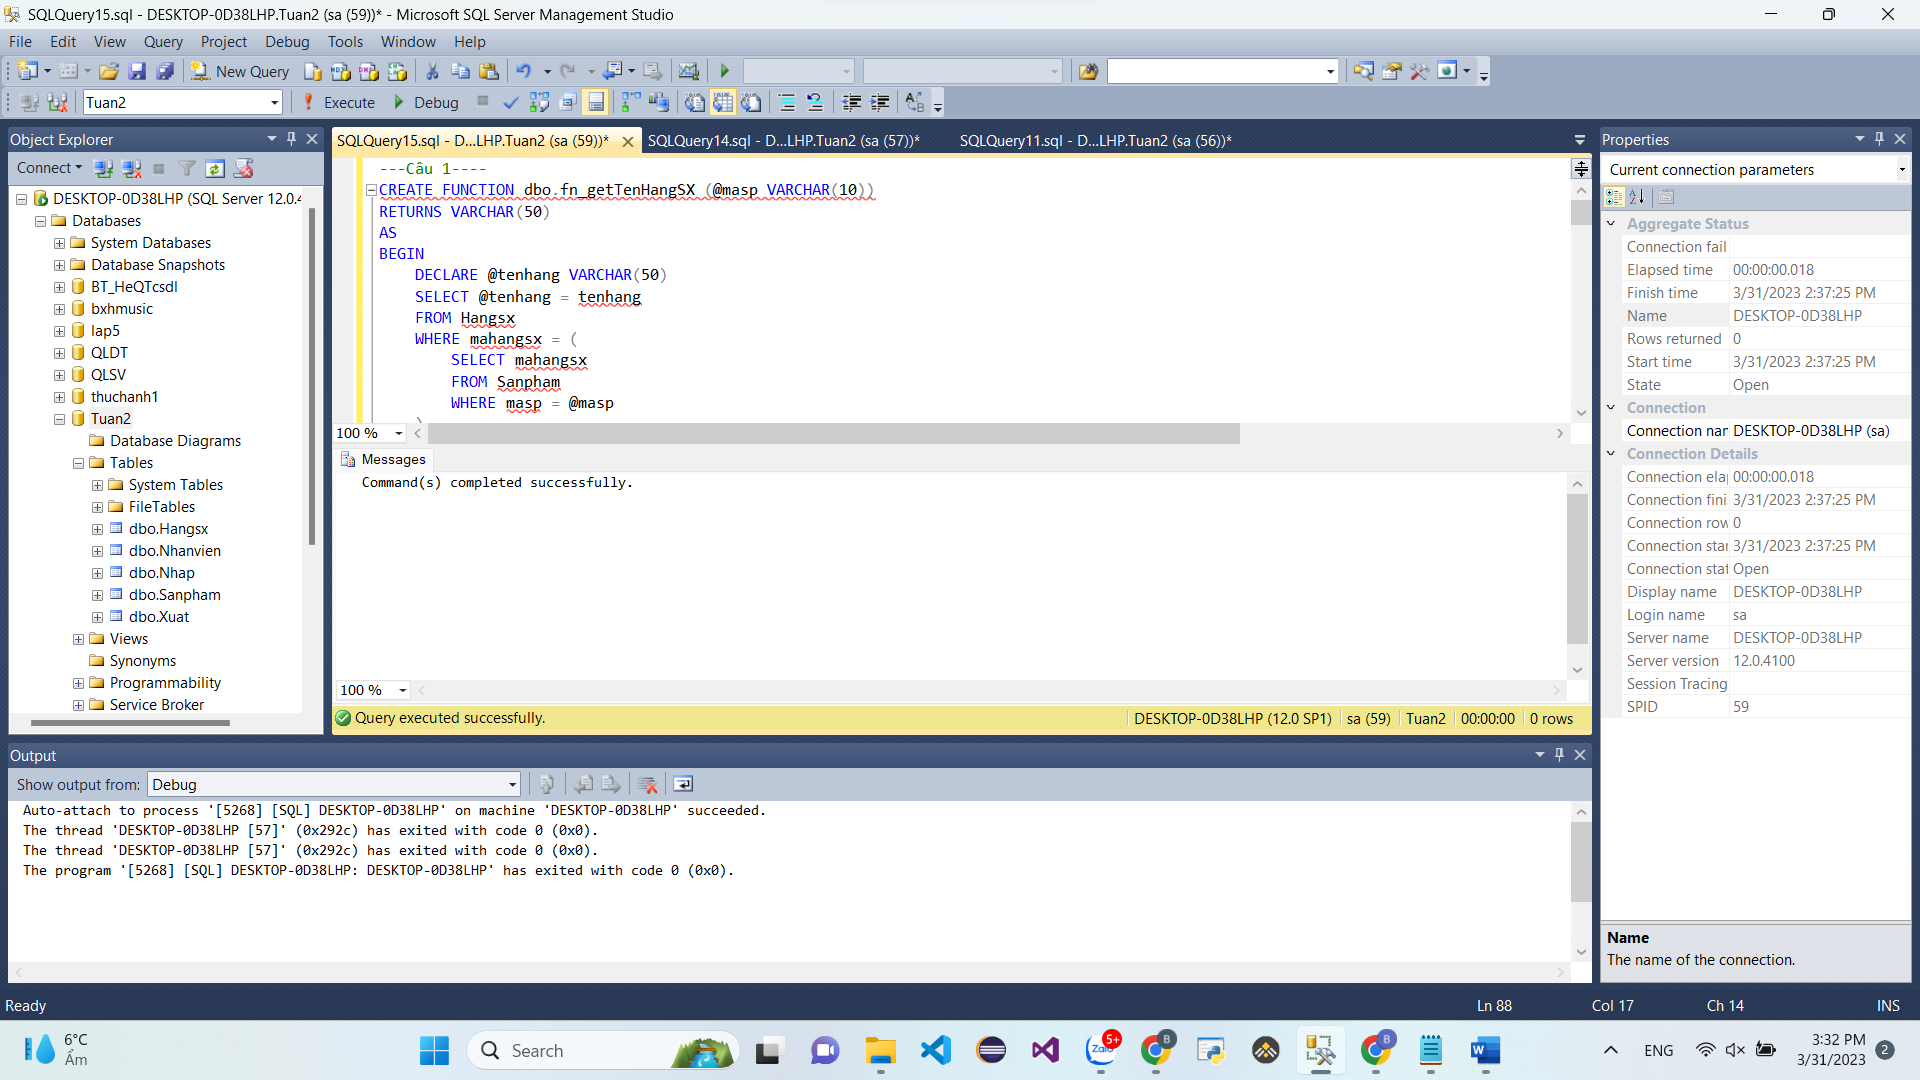 SQLQuery15.sql - DESKTOP-0D38LHP.Tuan2 (sa (59))* - Microsoft SQL Server Management Studio
File Edit View Query Project Debug Tools Window Help
New Query
Tuan2 Execute Debug
Object Explorer
Connect
DESKTOP-0D38LHP (SQL Server 12.0.4
Databases
System Databases
Database Snapshots
BT_HeQTcsdl
bxhmusic
lap5
QLDT
QLSV
thuchanh1
Tuan2
Database Diagrams
Tables
System Tables
FileTables
dbo.Hangsx
dbo.Nhanvien
dbo.Nhap
dbo.Sanpham
dbo.Xuat
Views
Synonyms
Programmability
Service Broker
SQLQuery15.sql - D...LHP.Tuan2 (sa (59))* SQLQuery14.sql - D...LHP.Tuan2 (sa (57))* SQLQuery11.sql - D...LHP.Tuan2 (sa (56))*
---Câu 1----
CREATE FUNCTION dbo.fn_getTenHangSX (@masp VARCHAR(10))
RETURNS VARCHAR(50)
AS
BEGIN
DECLARE @tenhang VARCHAR(50)
SELECT @tenhang = tenhang
FROM Hangsx
WHERE mahangsx = (
SELECT mahangsx
FROM Sanpham
WHERE masp = @masp
)
100 %
Messages
Command(s) completed successfully.
100 %
Query executed successfully. DESKTOP-0D38LHP (12.0 SP1) sa (59) Tuan2 00:00:00 0 rows
Properties
Current connection parameters
Aggregate Status
Connection fail
Elapsed time 00:00:00.018
Finish time 3/31/2023 2:37:25 PM
Name DESKTOP-0D38LHP
Rows returned 0
Start time 3/31/2023 2:37:25 PM
State Open
Connection
Connection nar DESKTOP-0D38LHP (sa)
Connection Details
Connection ela 00:00:00.018
Connection fini 3/31/2023 2:37:25 PM
Connection row 0
Connection star 3/31/2023 2:37:25 PM
Connection stat Open
Display name DESKTOP-0D38LHP
Login name sa
Server name DESKTOP-0D38LHP
Server version 12.0.4100
Session Tracing
SPID 59
Name
The name of the connection.
Output
Show output from: Debug
Auto-attach to process '[5268] [SQL] DESKTOP-0D38LHP' on machine 'DESKTOP-0D38LHP' succeeded.
The thread 'DESKTOP-0D38LHP [57]' (0x292c) has exited with code 0 (0x0).
The thread 'DESKTOP-0D38LHP [57]' (0x292c) has exited with code 0 (0x0).
The program '[5268] [SQL] DESKTOP-0D38LHP: DESKTOP-0D38LHP' has exited with code 0 (0x0).
Ready Ln 88 Col 17 Ch 14 INS
6°C
Ẩm
Search
Zalo
5+
B
B
ENG
3:32 PM
3/31/2023
2